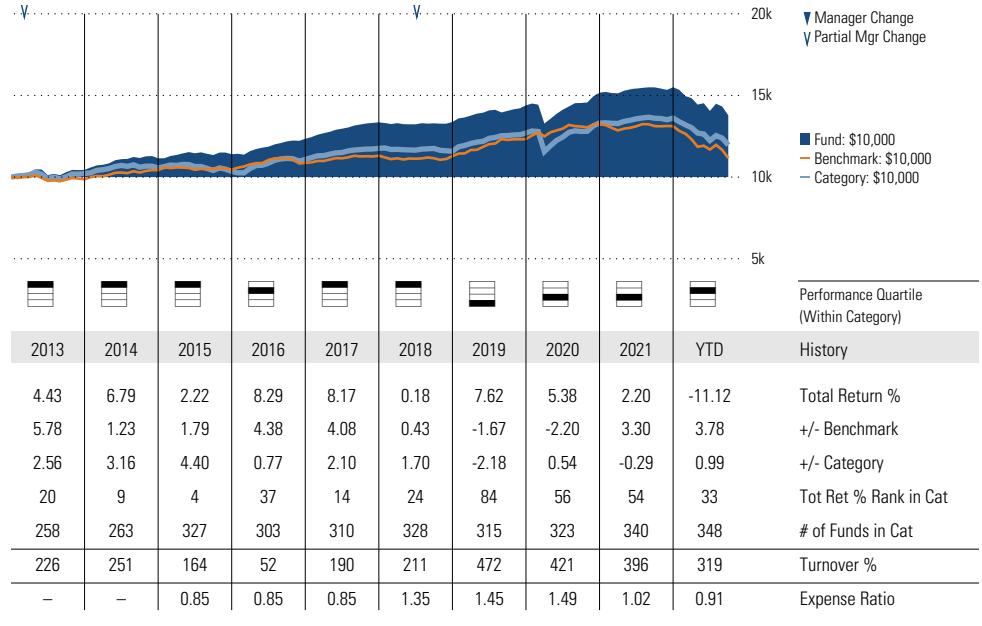 20k
Manager Change
Partial Mgr Change
15k
Fund: $10,000
Benchmark: $10,000
Category: $10,000
10k
5k
Performance Quartile
(Within Category)
2013 2014 2015 2016 2017 2018 2019 2020 2021 YTD History
4.43 6.79 2.22 8.29 8.17 0.18 7.62 5.38 2.20 -11.12 Total Return %
5.78 1.23 1.79 4.38 4.08 0.43 -1.67 -2.20 3.30 3.78 +/- Benchmark
2.56 3.16 4.40 0.77 2.10 1.70 -2.18 0.54 -0.29 0.99 +/- Category
20 9 4 37 14 24 84 56 54 33 Tot Ret % Rank in Cat
258 263 327 303 310 328 315 323 340 348 # of Funds in Cat
226 251 164 52 190 211 472 421 396 319 Turnover %
– – 0.85 0.85 0.85 1.35 1.45 1.49 1.02 0.91 Expense Ratio